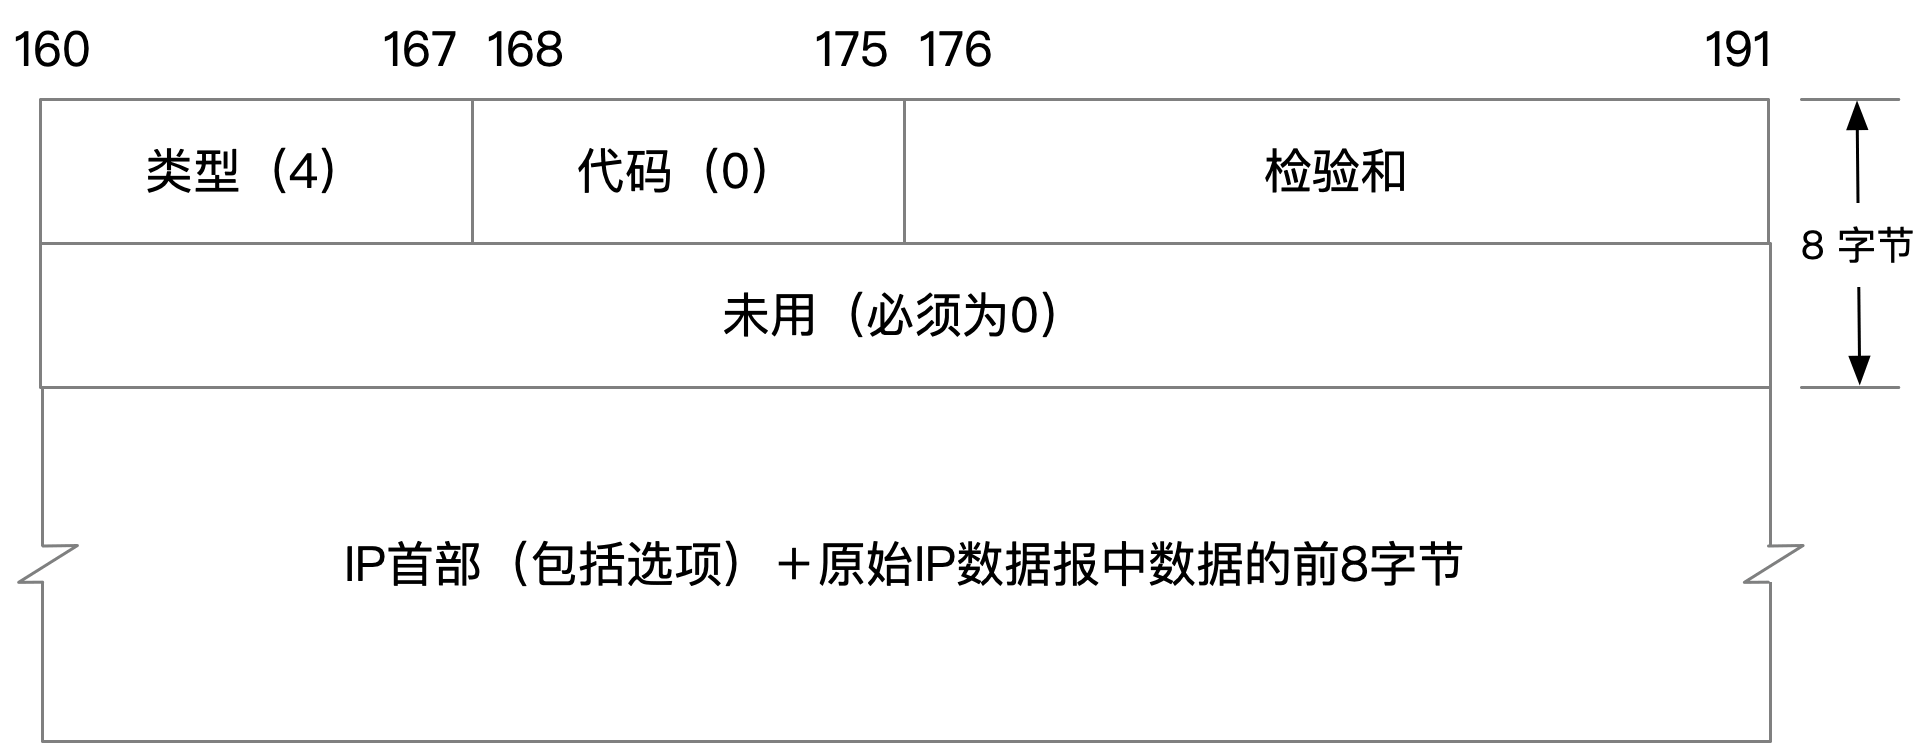 160 167 168 175 176 191
类型（4） 代码（0） 检验和
8 字节
未用（必须为0）
IP首部（包括选项）＋原始IP数据报中数据的前8字节